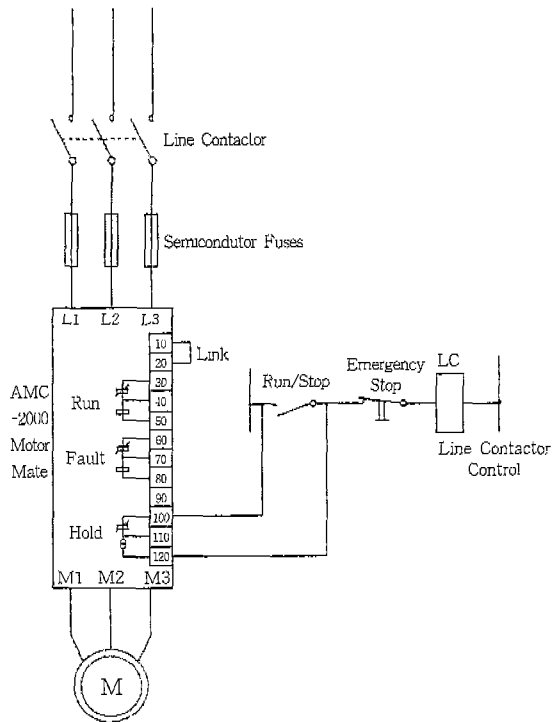 Line Contactor
Semicondutor Fuses
L1 L2 L3
10
20
Link
30
40
50
Run
60
70
80
Fault
90
100
110
120
Hold
AMC
-2000
Motor
Mate
M1 M2 M3
M
Run/Stop
Emergency
Stop
LC
Line Contactor
Control